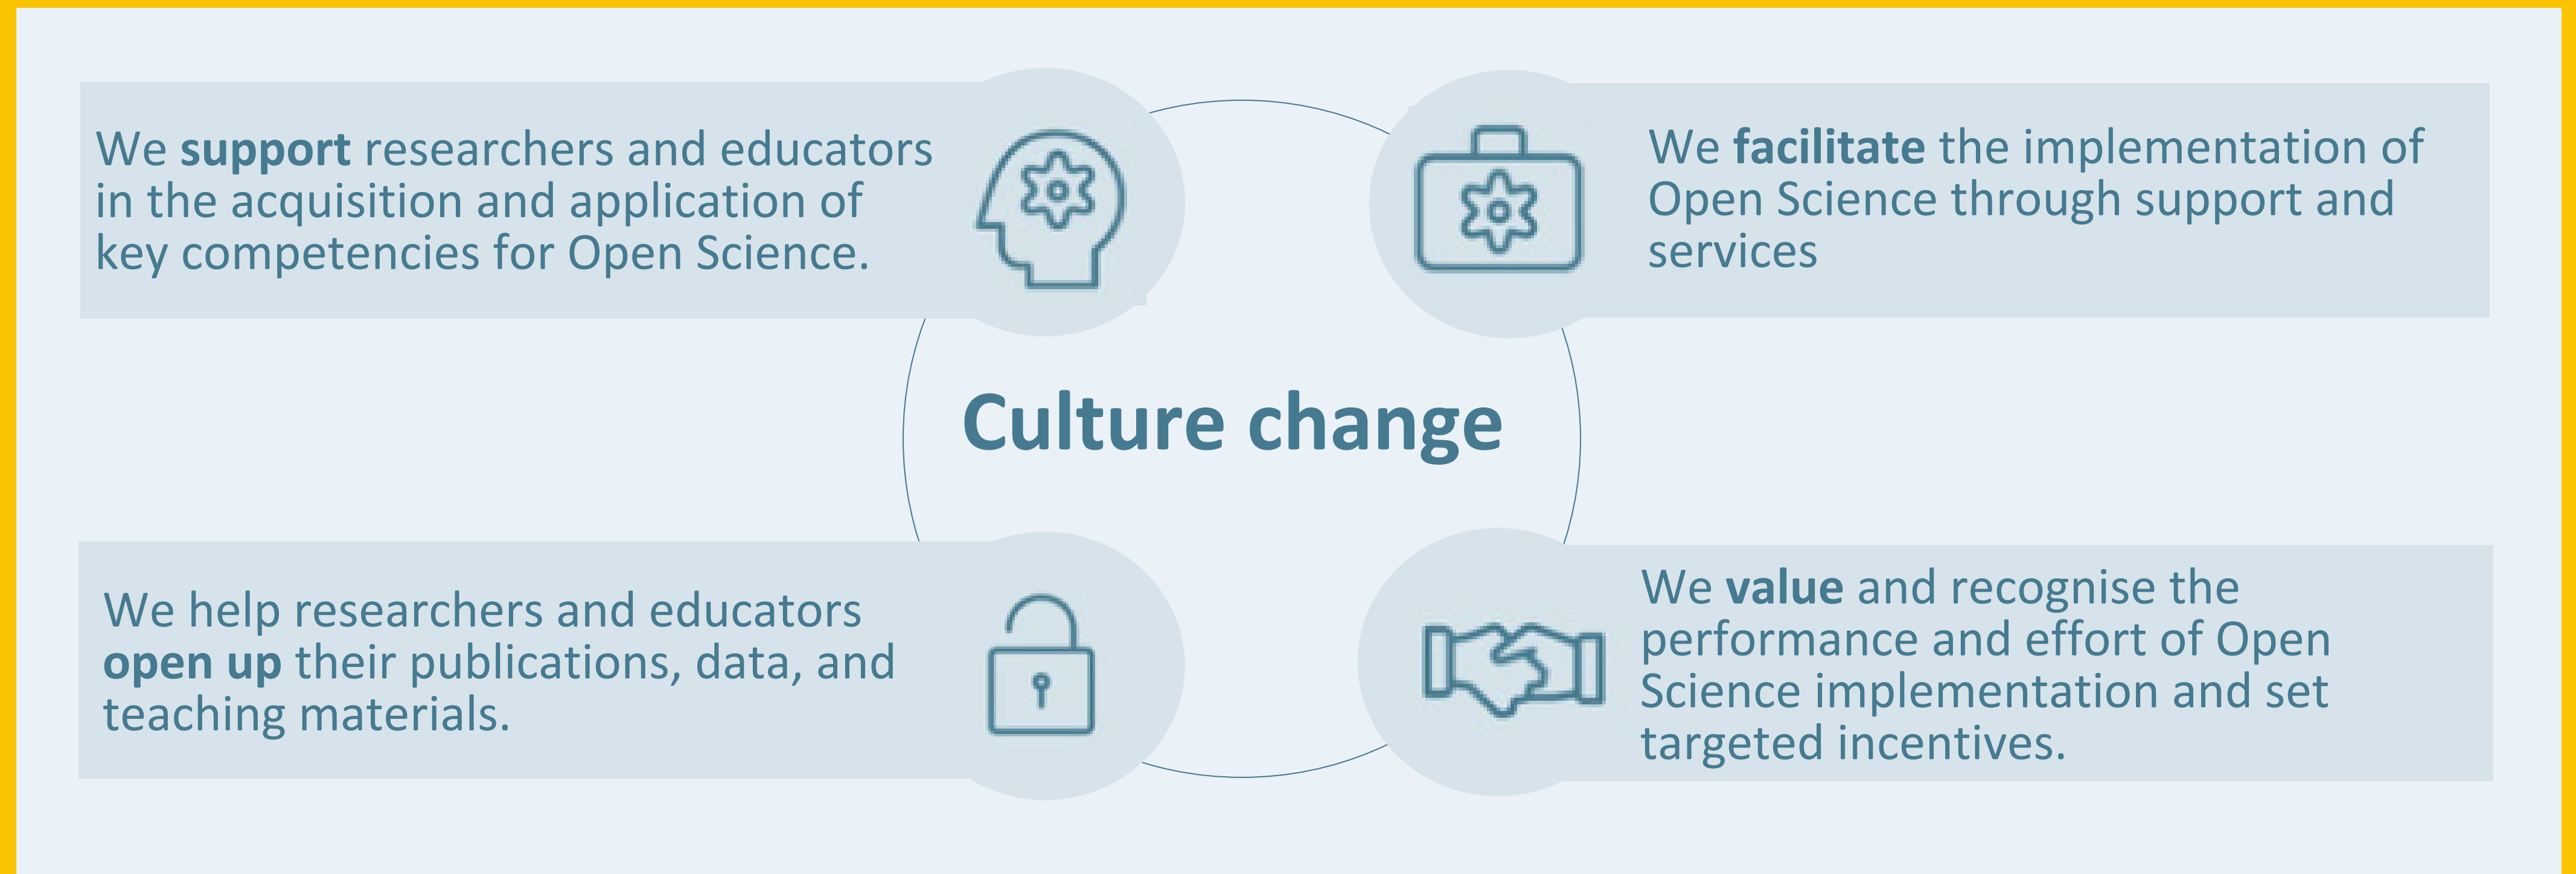 We support researchers and educators
in the acquisition and application of
key competencies for Open Science.
We facilitate the implementation of
Open Science through support and
services
Culture change
We help researchers and educators
open up their publications, data, and
teaching materials.
We value and recognise the
performance and effort of Open
Science implementation and set
targeted incentives.